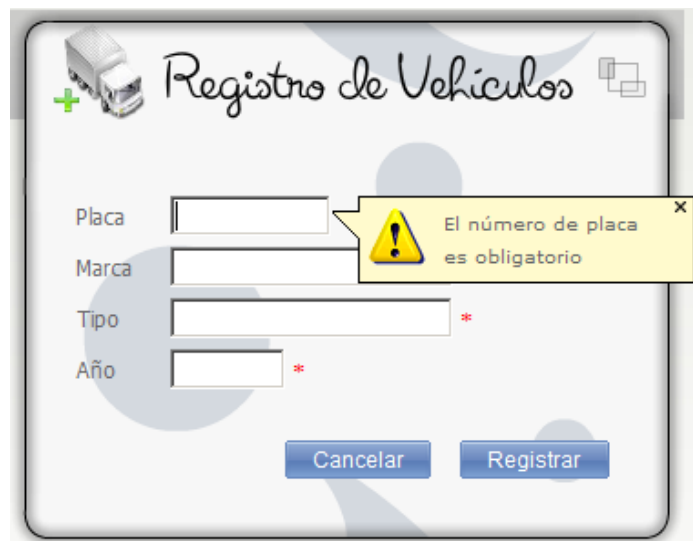 Registro de Vehículos
Placa
El número de placa
es obligatorio
x
Marca
Tipo *
Año *
Cancelar Registrar